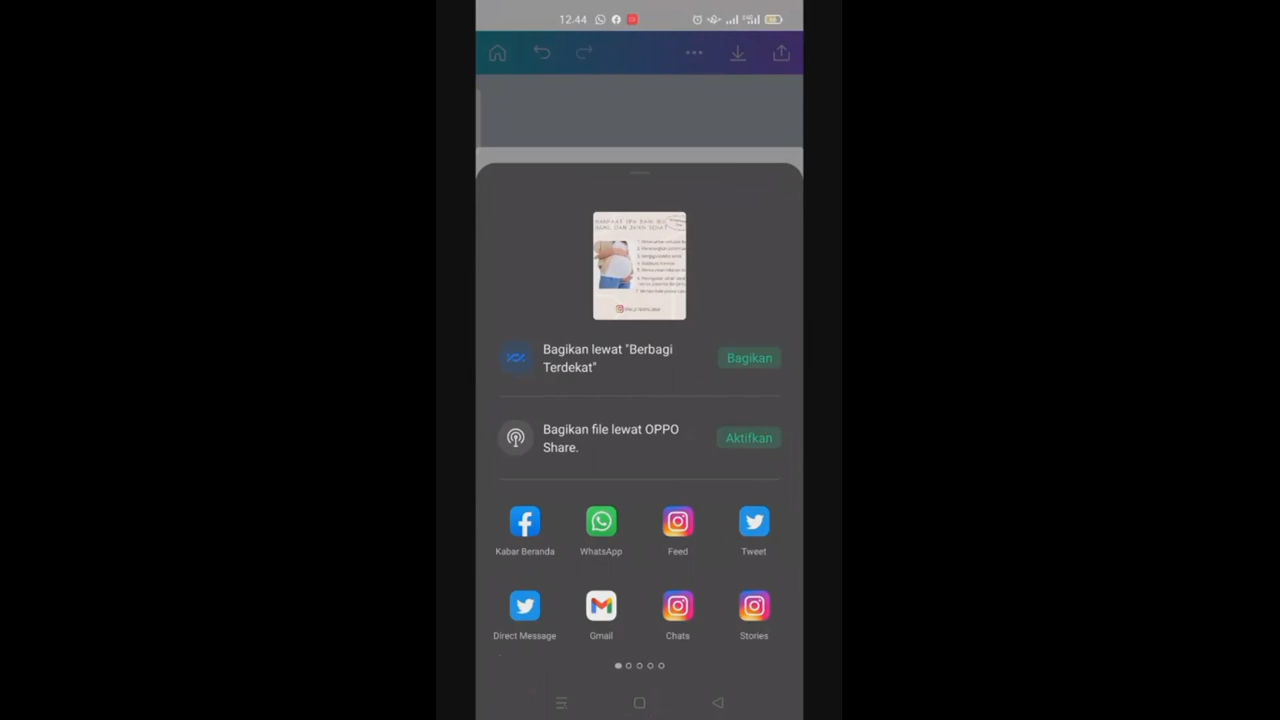 12.44
Bagikan lewat "Berbagi
Terdekat"
Bagikan
Bagikan file lewat OPPO
Share.
Aktifkan
Kabar Beranda
WhatsApp
Feed
Tweet
Direct Message
Gmail
Chats
Stories